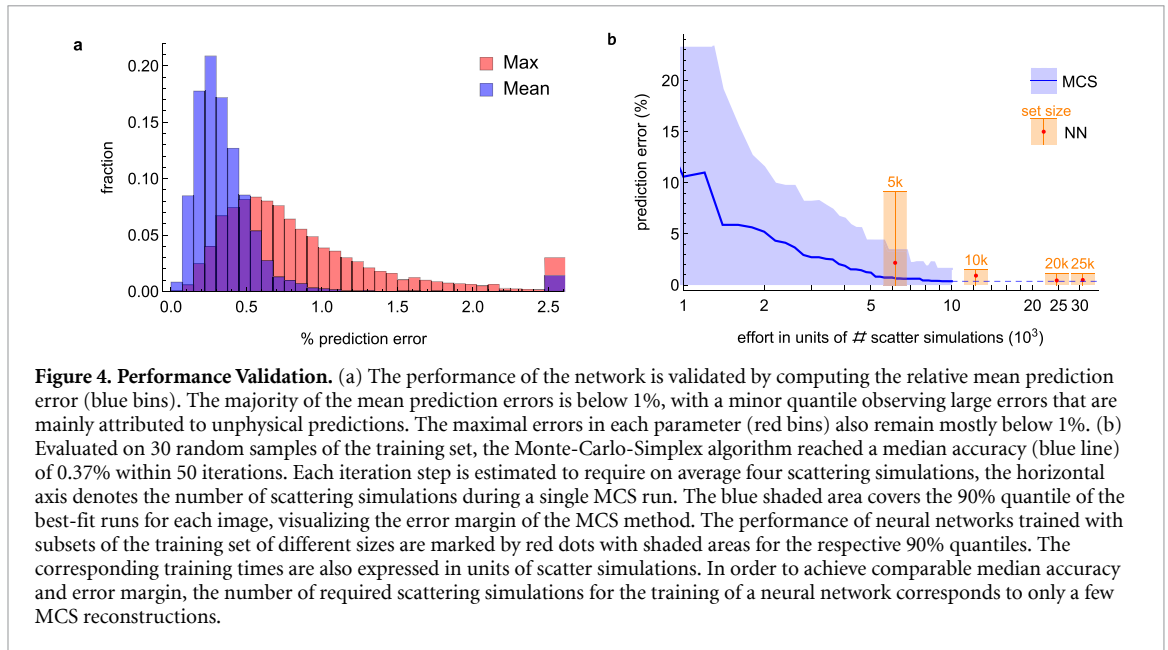 a
Max
Mean
0.20
0.15
0.10
0.05
0.00
fraction
0.0 0.5 1.0 1.5 2.0 2.5
% prediction error
b
MCS
set size
NN
20
15
10
5
0
prediction error (%)
5k
10k
20k 25k
1 2 5 10 20 25 30
effort in units of # scatter simulations (10³)
Figure 4. Performance Validation. (a) The performance of the network is validated by computing the relative mean prediction
error (blue bins). The majority of the mean prediction errors is below 1%, with a minor quantile observing large errors that are
mainly attributed to unphysical predictions. The maximal errors in each parameter (red bins) also remain mostly below 1%. (b)
Evaluated on 30 random samples of the training set, the Monte-Carlo-Simplex algorithm reached a median accuracy (blue line)
of 0.37% within 50 iterations. Each iteration step is estimated to require on average four scattering simulations, the horizontal
axis denotes the number of scattering simulations during a single MCS run. The blue shaded area covers the 90% quantile of the
best-fit runs for each image, visualizing the error margin of the MCS method. The performance of neural networks trained with
subsets of the training set of different sizes are marked by red dots with shaded areas for the respective 90% quantiles. The
corresponding training times are also expressed in units of scatter simulations. In order to achieve comparable median accuracy
and error margin, the number of required scattering simulations for the training of a neural network corresponds to only a few
MCS reconstructions.